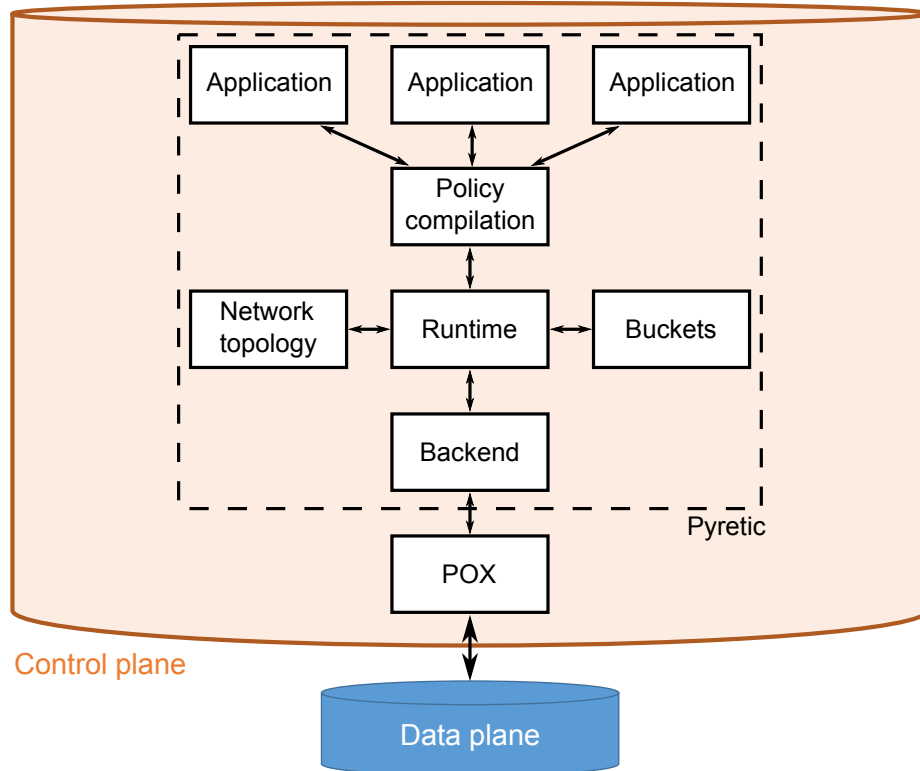 Application
Application
Application
Policy
compilation
Network
topology
Runtime
Buckets
Backend
Pyretic
POX
Control plane
Data plane